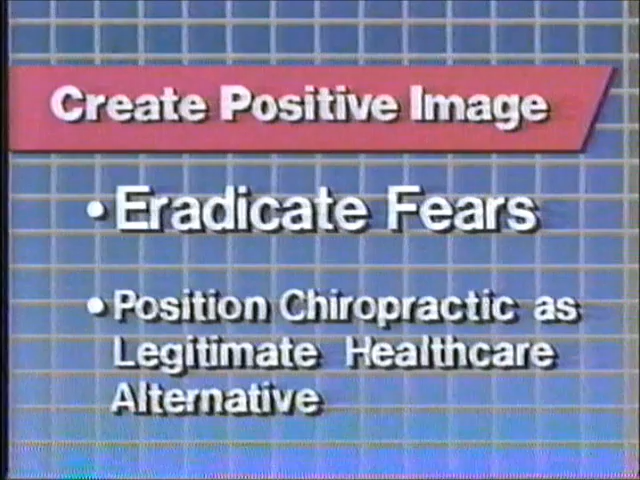 Create Positive Image
• Eradicate Fears
• Position Chiropractic as
Legitimate Healthcare
Alternative